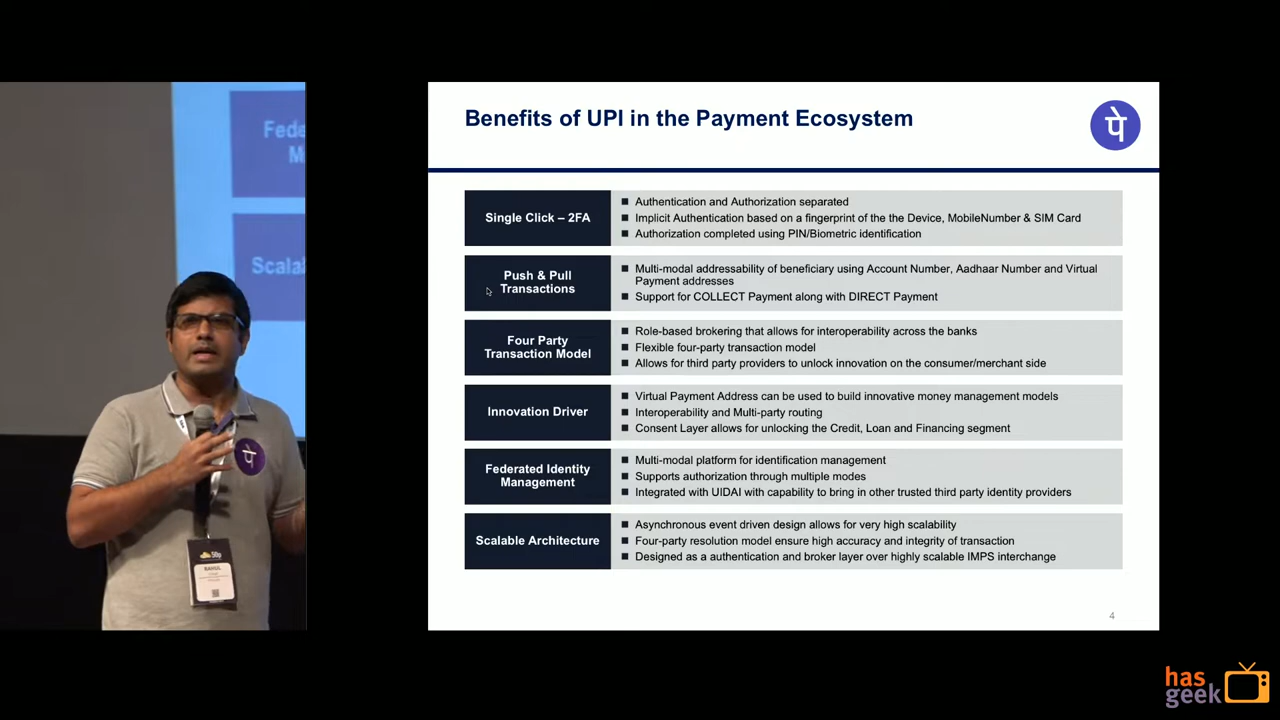 Benefits of UPI in the Payment Ecosystem
पे
Single Click – 2FA
■ Authentication and Authorization separated
■ Implicit Authentication based on a fingerprint of the the Device, MobileNumber & SIM Card
■ Authorization completed using PIN/Biometric identification
Push & Pull
Transactions
■ Multi-modal addressability of beneficiary using Account Number, Aadhaar Number and Virtual
Payment addresses
■ Support for COLLECT Payment along with DIRECT Payment
Four Party
Transaction Model
■ Role-based brokering that allows for interoperability across the banks
■ Flexible four-party transaction model
■ Allows for third party providers to unlock innovation on the consumer/merchant side
Innovation Driver
■ Virtual Payment Address can be used to build innovative money management models
■ Interoperability and Multi-party routing
■ Consent Layer allows for unlocking the Credit, Loan and Financing segment
Federated Identity
Management
■ Multi-modal platform for identification management
■ Supports authorization through multiple modes
■ Integrated with UIDAI with capability to bring in other trusted third party identity providers
Scalable Architecture
■ Asynchronous event driven design allows for very high scalability
■ Four-party resolution model ensure high accuracy and integrity of transaction
■ Designed as a authentication and broker layer over highly scalable IMPS interchange
4
Fede
M
Scala
पे
50p
RAHUL
has
geek